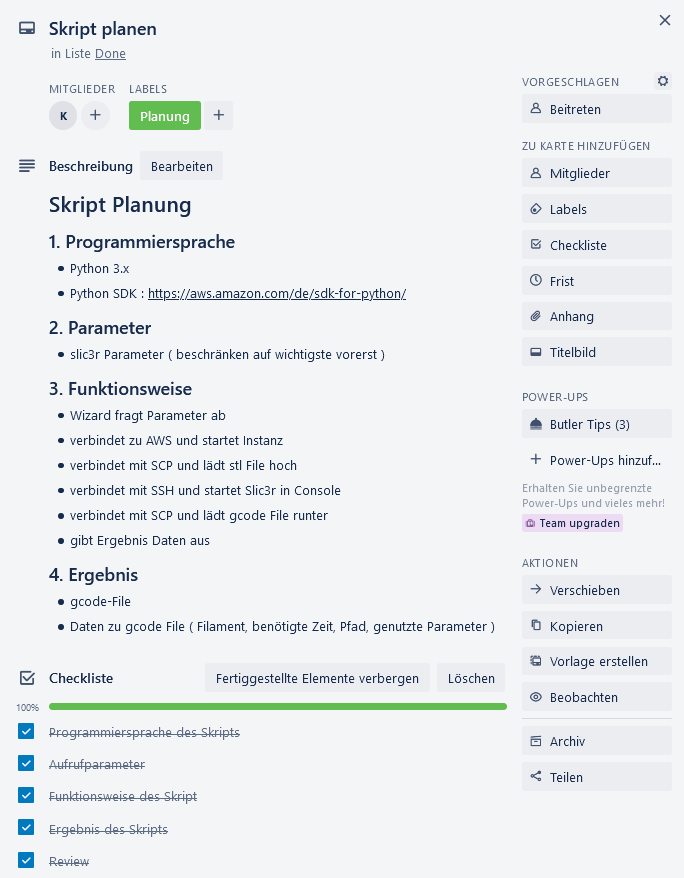 Skript planen
in Liste Done
MITGLIEDER LABELS
K Planung
Beschreibung Bearbeiten
Skript Planung
1. Programmiersprache
Python 3.x
Python SDK : https://aws.amazon.com/de/sdk-for-python/
2. Parameter
slic3r Parameter ( beschränken auf wichtigste vorerst )
3. Funktionsweise
Wizard fragt Parameter ab
verbindet zu AWS und startet Instanz
verbindet mit SCP und lädt stl File hoch
verbindet mit SSH und startet Slic3r in Console
verbindet mit SCP und lädt gcode File runter
gibt Ergebnis Daten aus
4. Ergebnis
gcode-File
Daten zu gcode File ( Filament, benötigte Zeit, Pfad, genutzte Parameter )
Checkliste Fertiggestellte Elemente verbergen Löschen
100%
Programmiersprache des Skripts
Aufrufparameter
Funktionsweise des Skript
Ergebnis des Skripts
Review
VORGESCHLAGEN
Beitreten
ZU KARTE HINZUFÜGEN
Mitglieder
Labels
Checkliste
Frist
Anhang
Titelbild
POWER-UPS
Butler Tips (3)
Power-Ups hinzuf...
Erhalten Sie unbegrenzte
Power-Ups und vieles mehr!
Team upgraden
AKTIONEN
Verschieben
Kopieren
Vorlage erstellen
Beobachten
Archiv
Teilen